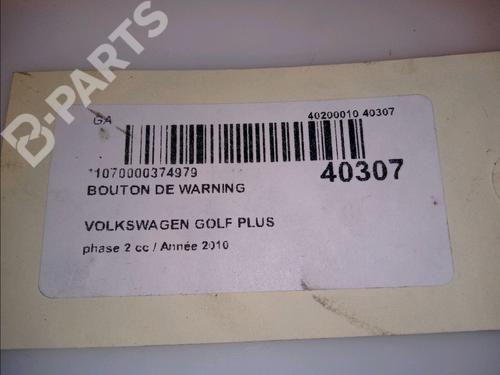 B-PARTS
GA 40200010 40307
*1070000374979 40307
BOUTON DE WARNING
VOLKSWAGEN GOLF PLUS
phase 2 cc / Année 2010